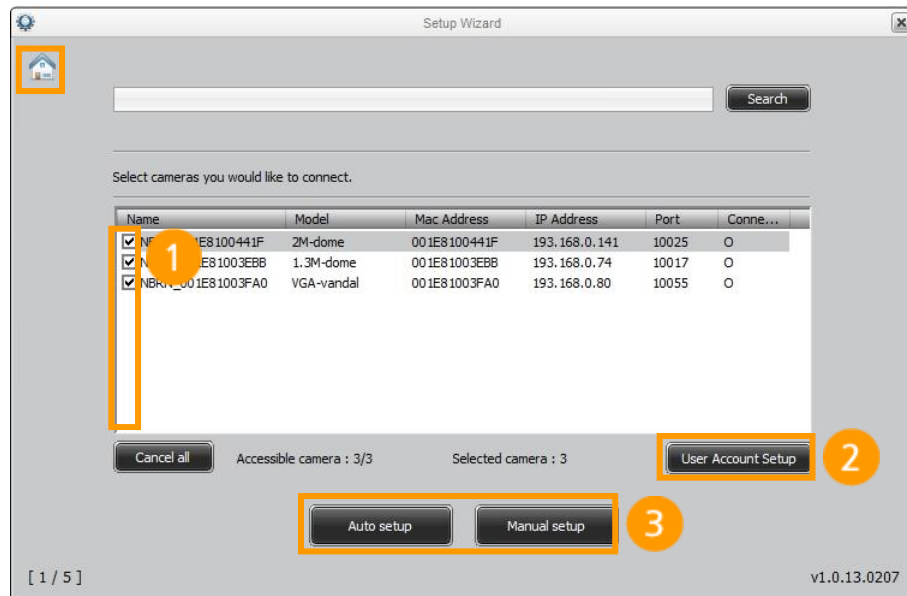 Setup Wizard
Search
Select cameras you would like to connect.
Name Model Mac Address IP Address Port Conne...
1E8100441F 2M-dome 001E8100441F 193.168.0.141 10025 O
1E81003EBB 1.3M-dome 001E81003EBB 193.168.0.74 10017 O
NBRN_001E81003FA0 VGA-vandal 001E81003FA0 193.168.0.80 10055 O
1
Cancel all Accessible camera : 3/3 Selected camera : 3 User Account Setup 2
Auto setup Manual setup 3
[ 1 / 5 ] v1.0.13.0207